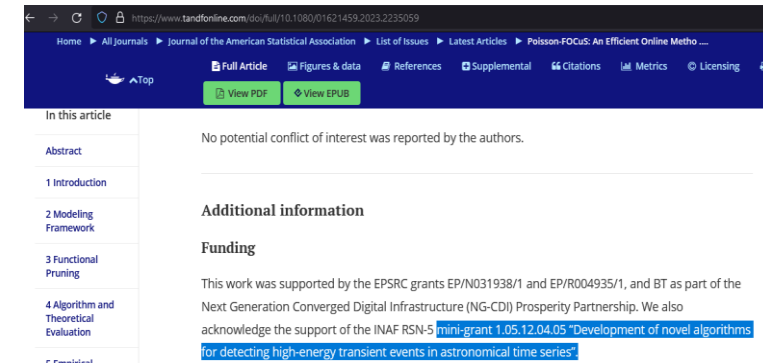 https://www.tandfonline.com/doi/full/10.1080/01621459.2023.2235059
Home ▶ All Journals ▶ Journal of the American Statistical Association ▶ List of Issues ▶ Latest Articles ▶ Poisson-FOCuS: An Efficient Online Metho ....
Top
Full Article Figures & data References Supplemental Citations Metrics Licensing
View PDF View EPUB
In this article
Abstract
1 Introduction
2 Modeling
Framework
3 Functional
Pruning
4 Algorithm and
Theoretical
Evaluation
No potential conflict of interest was reported by the authors.
Additional information
Funding
This work was supported by the EPSRC grants EP/N031938/1 and EP/R004935/1, and BT as part of the
Next Generation Converged Digital Infrastructure (NG-CDI) Prosperity Partnership. We also
acknowledge the support of the INAF RSN-5 mini-grant 1.05.12.04.05 “Development of novel algorithms
for detecting high-energy transient events in astronomical time series”.